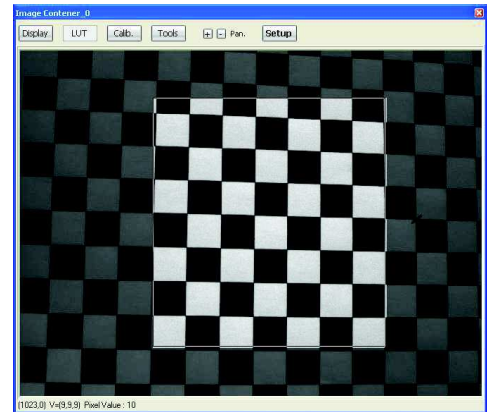 Image Contener_0
Display LUT Calib. Tools + - Pan. Setup
(1023,0) V=(9,9,9) Pixel Value : 10